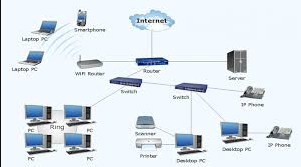 Internet
Smartphone
Laptop PC
Laptop PC
WIFI Router
Router
Server
Switch
Switch
IP Phone
PC
PC
Ring
PC
PC
Scanner
Printer
Desktop PC
Desktop PC
IP Phone